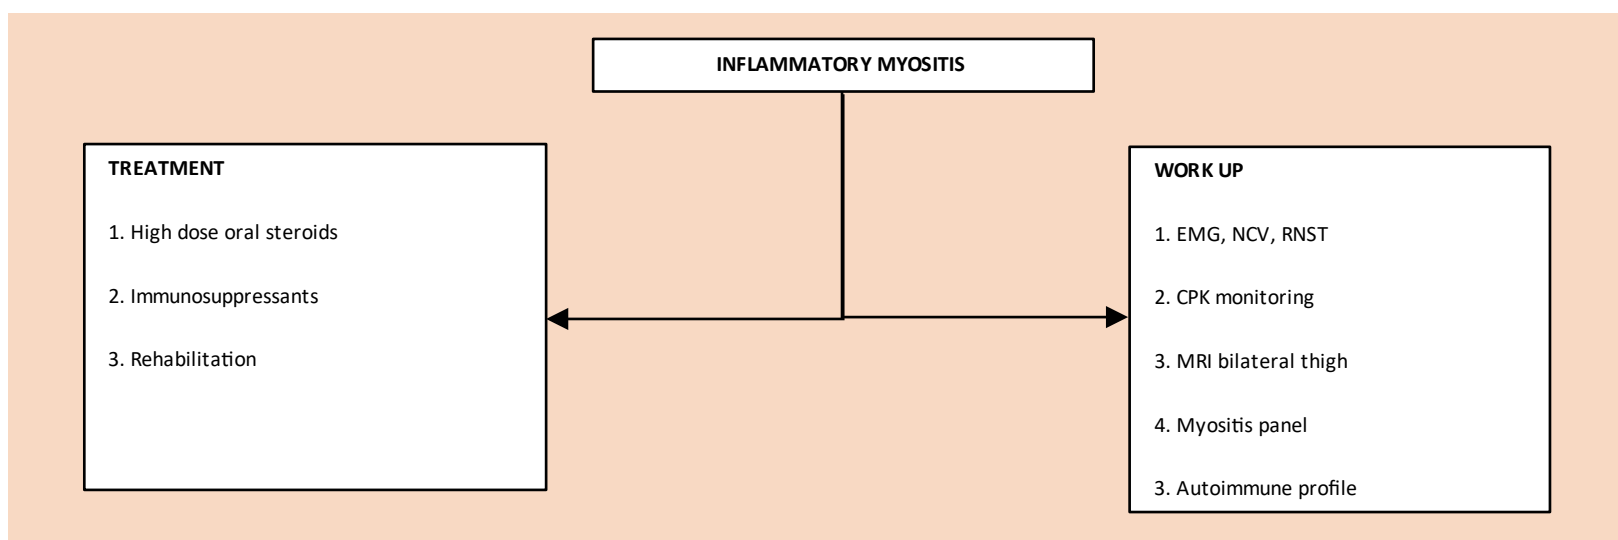 INFLAMMATORY MYOSITIS
TREATMENT
1. High dose oral steroids
2. Immunosuppressants
3. Rehabilitation
WORK UP
1. EMG, NCV, RNST
2. CPK monitoring
3. MRI bilateral thigh
4. Myositis panel
3. Autoimmune profile